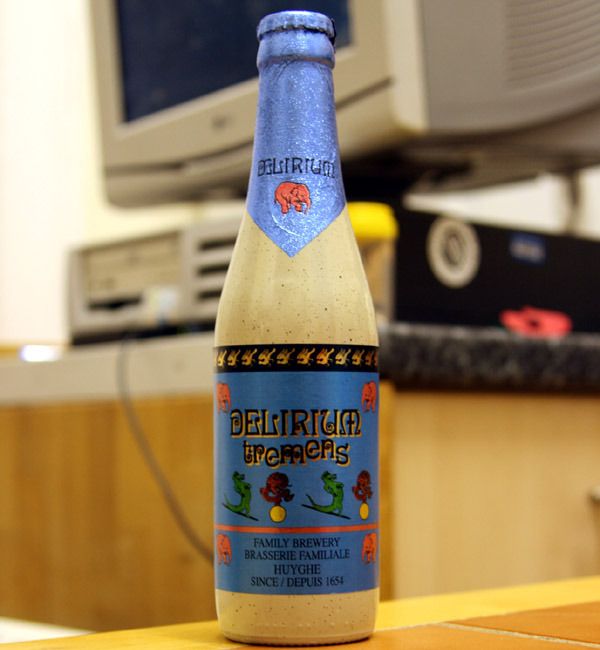 DELIRIUM
DELIRIUM
tremens
FAMILY BREWERY
BRASSERIE FAMILIALE
HUYGHE
SINCE / DEPUIS 1654